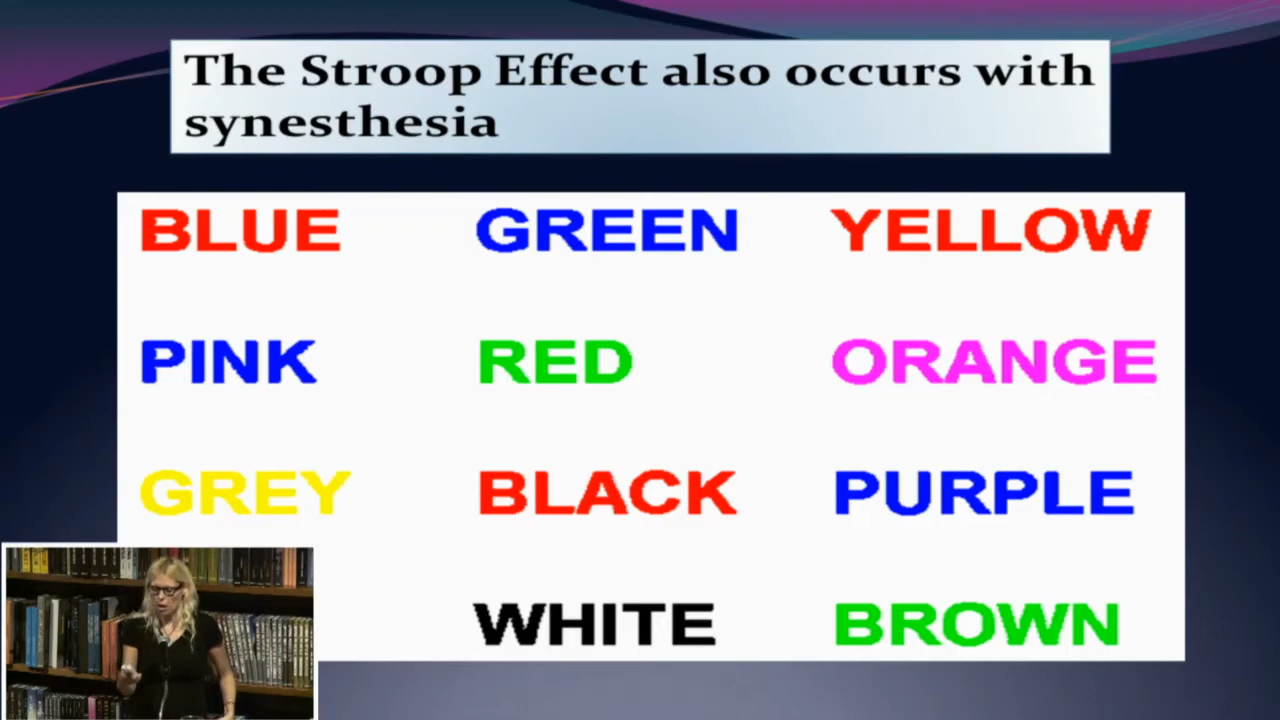 The Stroop Effect also occurs with
synesthesia
BLUE GREEN YELLOW
PINK RED ORANGE
GREY BLACK PURPLE
WHITE BROWN